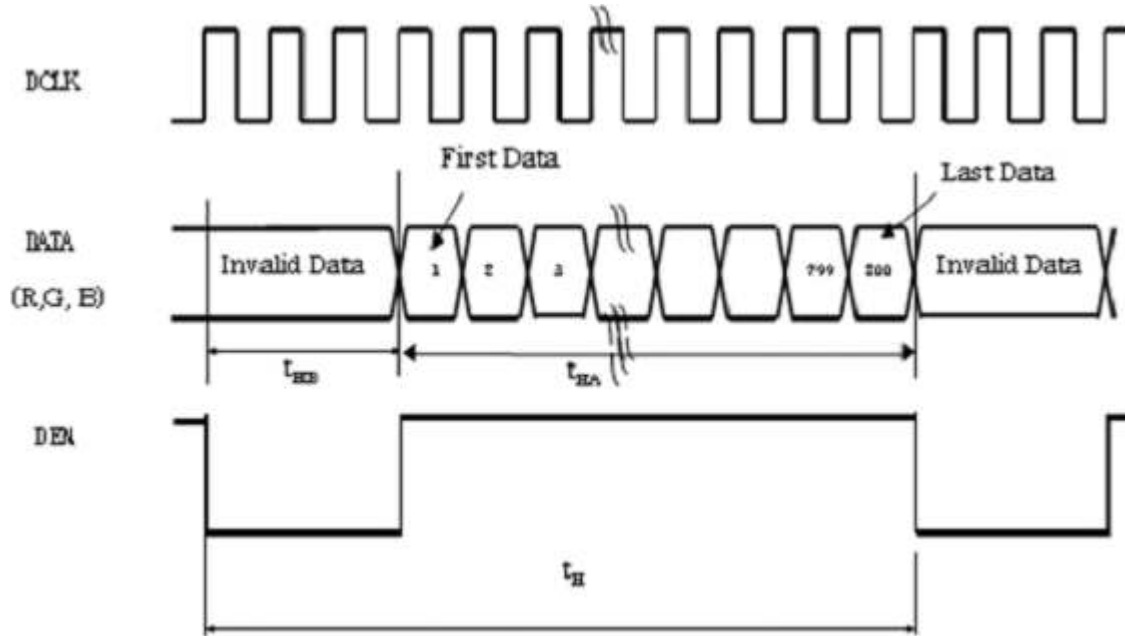 DCLK
First Data
Last Data
DATA
(R,G, B)
Invalid Data
1
2
3
799
800
Invalid Data
tHB
tHA
DEN
tH